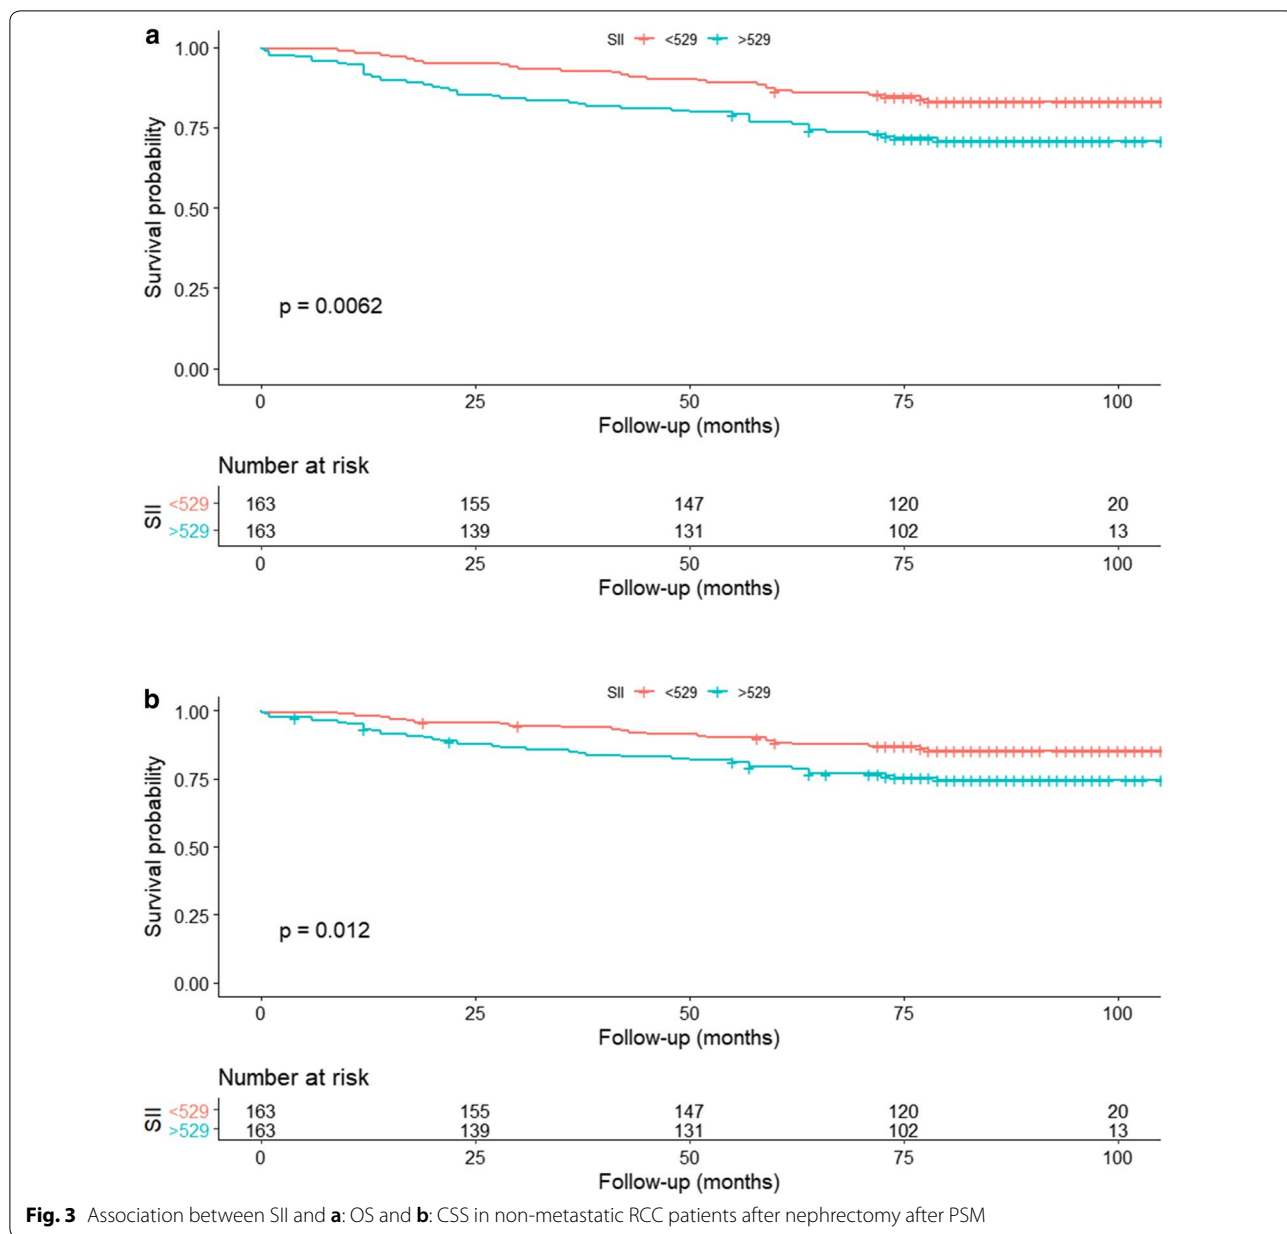 a
SII <529 >529
1.00
0.75
0.50
0.25
0.00
Survival probability
p = 0.0062
0 25 50 75 100
Follow-up (months)
Number at risk
SII
<529 163 155 147 120 20
>529 163 139 131 102 13
0 25 50 75 100
Follow-up (months)
b
SII <529 >529
1.00
0.75
0.50
0.25
0.00
Survival probability
p = 0.012
0 25 50 75 100
Follow-up (months)
Number at risk
SII
<529 163 155 147 120 20
>529 163 139 131 102 13
0 25 50 75 100
Follow-up (months)
Fig. 3 Association between SII and a: OS and b: CSS in non-metastatic RCC patients after nephrectomy after PSM